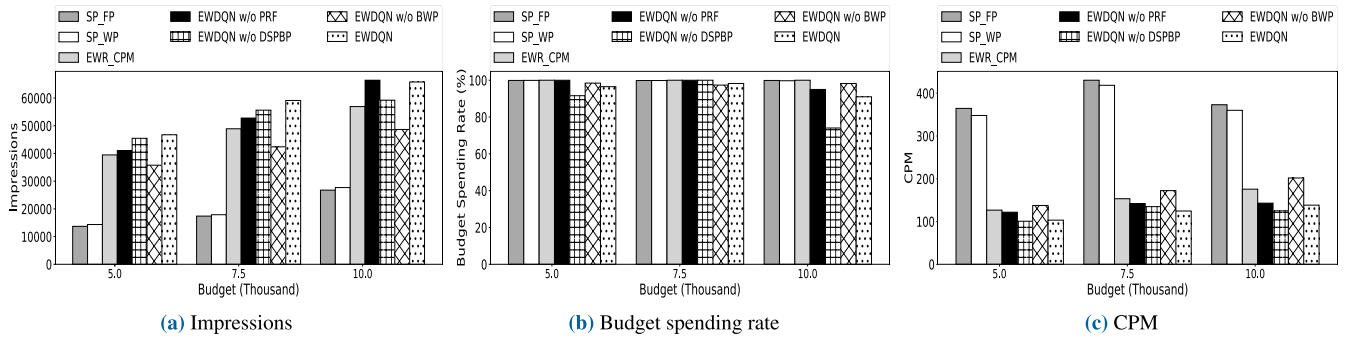 SP_FP EWDQN w/o PRF EWDQN w/o BWP
SP_WP EWDQN w/o DSPBP EWDQN
EWR_CPM
Impressions
60000
50000
40000
30000
20000
10000
0
5.0 7.5 10.0
Budget (Thousand)
(a) Impressions
SP_FP EWDQN w/o PRF EWDQN w/o BWP
SP_WP EWDQN w/o DSPBP EWDQN
EWR_CPM
Budget Spending Rate (%)
100
80
60
40
20
0
5.0 7.5 10.0
Budget (Thousand)
(b) Budget spending rate
SP_FP EWDQN w/o PRF EWDQN w/o BWP
SP_WP EWDQN w/o DSPBP EWDQN
EWR_CPM
CPM
400
300
200
100
0
5.0 7.5 10.0
Budget (Thousand)
(c) CPM